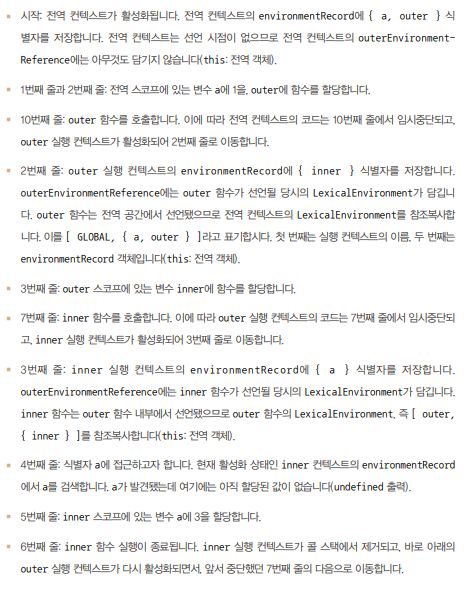 시작: 전역 컨텍스트가 활성화됩니다. 전역 컨텍스트의 environmentRecord에 { a, outer } 식
별자를 저장합니다. 전역 컨텍스트는 선언 시점이 없으므로 전역 컨텍스트의 outerEnvironment-
Reference에는 아무것도 담기지 않습니다(this: 전역 객체).
1번째 줄과 2번째 줄: 전역 스코프에 있는 변수 a에 1을, outer에 함수를 할당합니다.
10번째 줄: outer 함수를 호출합니다. 이에 따라 전역 컨텍스트의 코드는 10번째 줄에서 임시중단되고,
outer 실행 컨텍스트가 활성화되어 2번째 줄로 이동합니다.
2번째 줄: outer 실행 컨텍스트의 environmentRecord에 { inner } 식별자를 저장합니다.
outerEnvironmentReference에는 outer 함수가 선언될 당시의 LexicalEnvironment가 담깁니
다. outer 함수는 전역 공간에서 선언됐으므로 전역 컨텍스트의 LexicalEnvironment를 참조복사합
니다. 이를 [ GLOBAL, { a, outer } ]라고 표기합시다. 첫 번째는 실행 컨텍스트의 이름, 두 번째는
environmentRecord 객체입니다(this: 전역 객체).
3번째 줄: outer 스코프에 있는 변수 inner에 함수를 할당합니다.
7번째 줄: inner 함수를 호출합니다. 이에 따라 outer 실행 컨텍스트의 코드는 7번째 줄에서 임시중단되
고, inner 실행 컨텍스트가 활성화되어 3번째 줄로 이동합니다.
3번째 줄: inner 실행 컨텍스트의 environmentRecord에 { a } 식별자를 저장합니다.
outerEnvironmentReference에는 inner 함수가 선언될 당시의 LexicalEnvironment가 담깁니다.
inner 함수는 outer 함수 내부에서 선언됐으므로 outer 함수의 LexicalEnvironment, 즉 [ outer,
{ inner } ]를 참조복사합니다(this: 전역 객체).
4번째 줄: 식별자 a에 접근하고자 합니다. 현재 활성화 상태인 inner 컨텍스트의 environmentRecord
에서 a를 검색합니다. a가 발견됐는데 여기에는 아직 할당된 값이 없습니다(undefined 출력).
5번째 줄: inner 스코프에 있는 변수 a에 3을 할당합니다.
6번째 줄: inner 함수 실행이 종료됩니다. inner 실행 컨텍스트가 콜 스택에서 제거되고, 바로 아래의
outer 실행 컨텍스트가 다시 활성화되면서, 앞서 중단했던 7번째 줄의 다음으로 이동합니다.